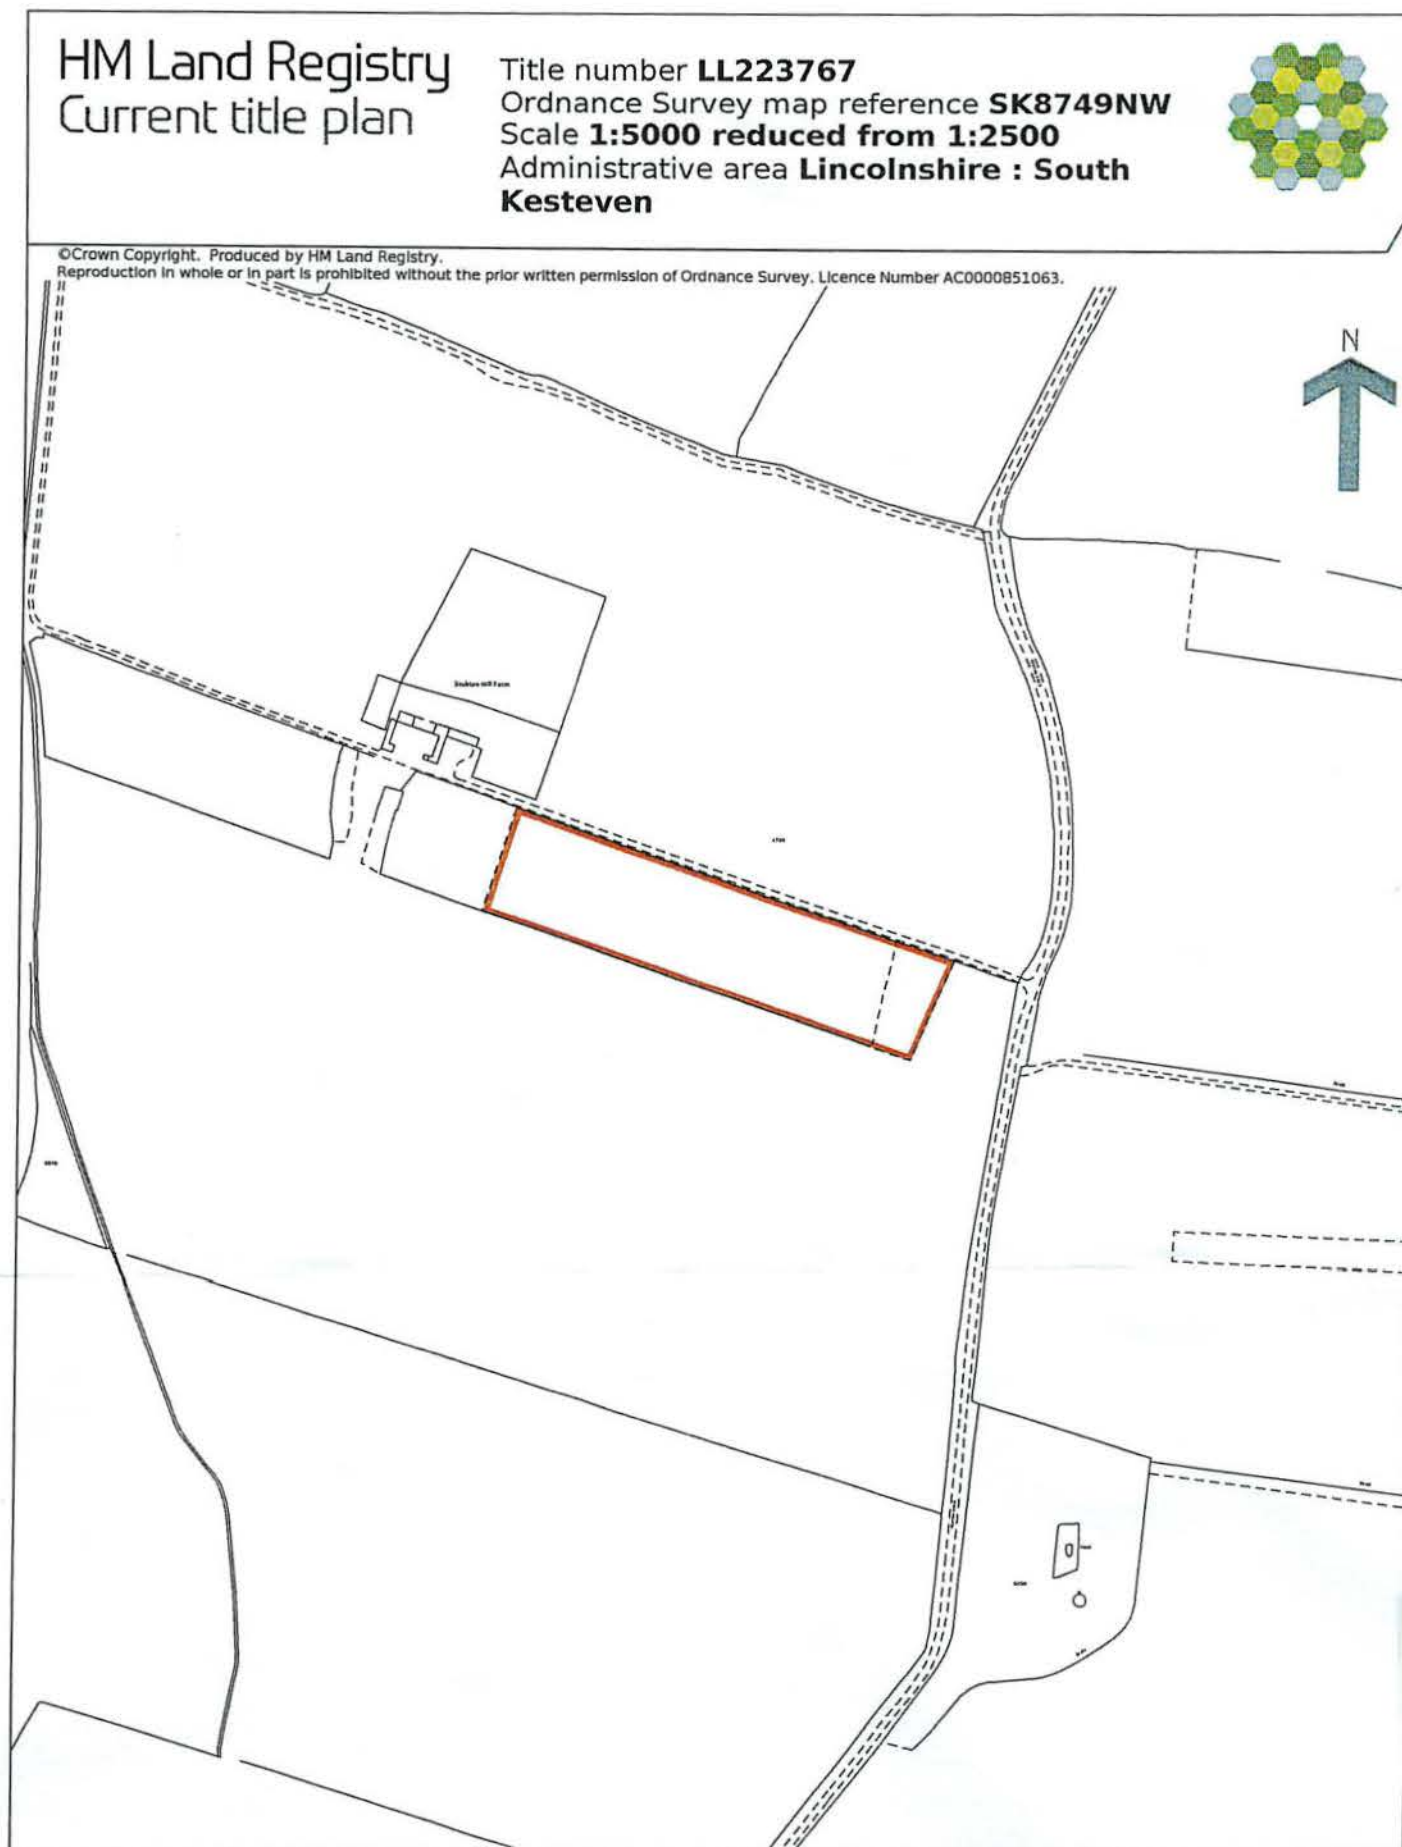 HM Land Registry
Current title plan
Title number LL223767
Ordnance Survey map reference SK8749NW
Scale 1:5000 reduced from 1:2500
Administrative area Lincolnshire : South
Kesteven
©Crown Copyright. Produced by HM Land Registry.
Reproduction in whole or in part is prohibited without the prior written permission of Ordnance Survey. Licence Number AC0000851063.
N